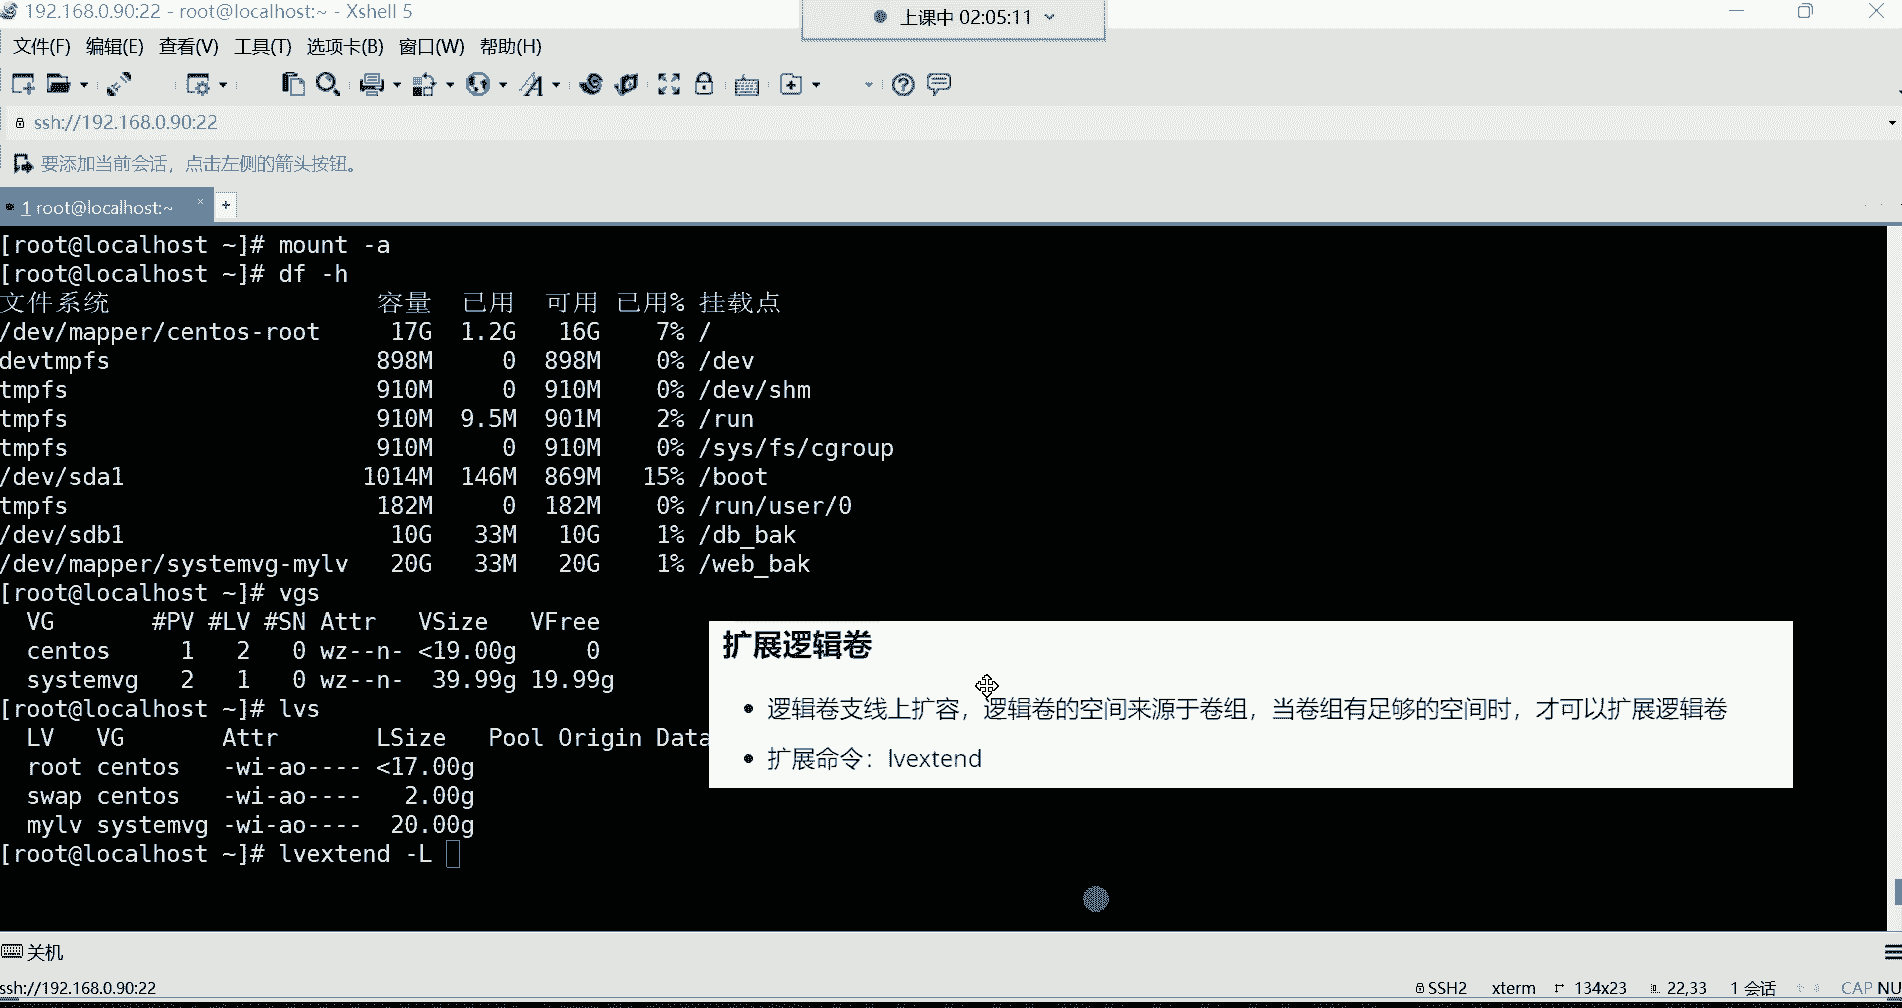 192.168.0.90:22 - root@localhost:~ - Xshell 5
上课中 02:05:11
文件(F) 编辑(E) 查看(V) 工具(T) 选项卡(B) 窗口(W) 帮助(H)
ssh://192.168.0.90:22
要添加当前会话，点击左侧的箭头按钮。
1 root@localhost:~ × +
[root@localhost ~]# mount -a
[root@localhost ~]# df -h
文件系统 容量 已用 可用 已用% 挂载点
/dev/mapper/centos-root 17G 1.2G 16G 7% /
devtmpfs 898M 0 898M 0% /dev
tmpfs 910M 0 910M 0% /dev/shm
tmpfs 910M 9.5M 901M 2% /run
tmpfs 910M 0 910M 0% /sys/fs/cgroup
/dev/sda1 1014M 146M 869M 15% /boot
tmpfs 182M 0 182M 0% /run/user/0
/dev/sdb1 10G 33M 10G 1% /db_bak
/dev/mapper/systemvg-mylv 20G 33M 20G 1% /web_bak
[root@localhost ~]# vgs
VG #PV #LV #SN Attr VSize VFree
centos 1 2 0 wz--n- <19.00g 0
systemvg 2 1 0 wz--n- 39.99g 19.99g
[root@localhost ~]# lvs
LV VG Attr LSize Pool Origin Data
root centos -wi-ao---- <17.00g
swap centos -wi-ao---- 2.00g
mylv systemvg -wi-ao---- 20.00g
[root@localhost ~]# lvextend -L
扩展逻辑卷
• 逻辑卷支线上扩容，逻辑卷的空间来源于卷组，当卷组有足够的空间时，才可以扩展逻辑卷
• 扩展命令：lvextend
关机
ssh://192.168.0.90:22 SSH2 xterm 134x23 22,33 1 会话 CAP NU